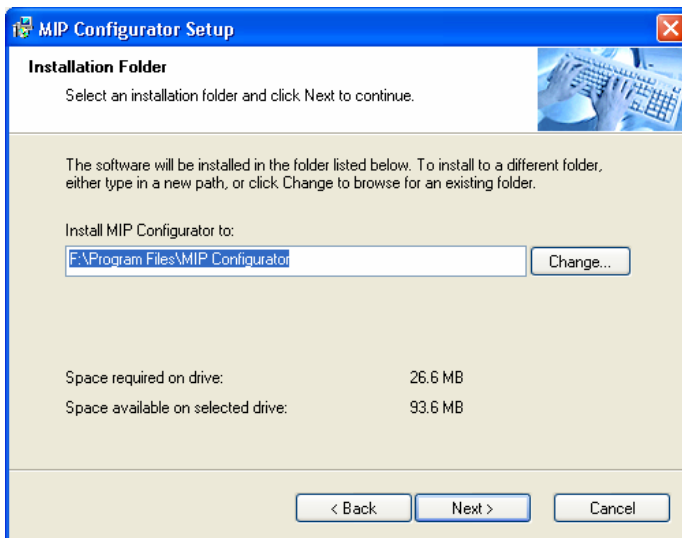 MIP Configurator Setup
Installation Folder
Select an installation folder and click Next to continue.
The software will be installed in the folder listed below. To install to a different folder,
either type in a new path, or click Change to browse for an existing folder.
Install MIP Configurator to:
F:\Program Files\MIP Configurator
Change...
Space required on drive: 26.6 MB
Space available on selected drive: 93.6 MB
< Back Next > Cancel